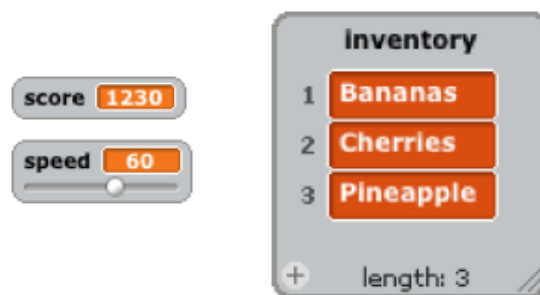 score 1230
speed 60
inventory
1 Bananas
2 Cherries
3 Pineapple
+ length: 3